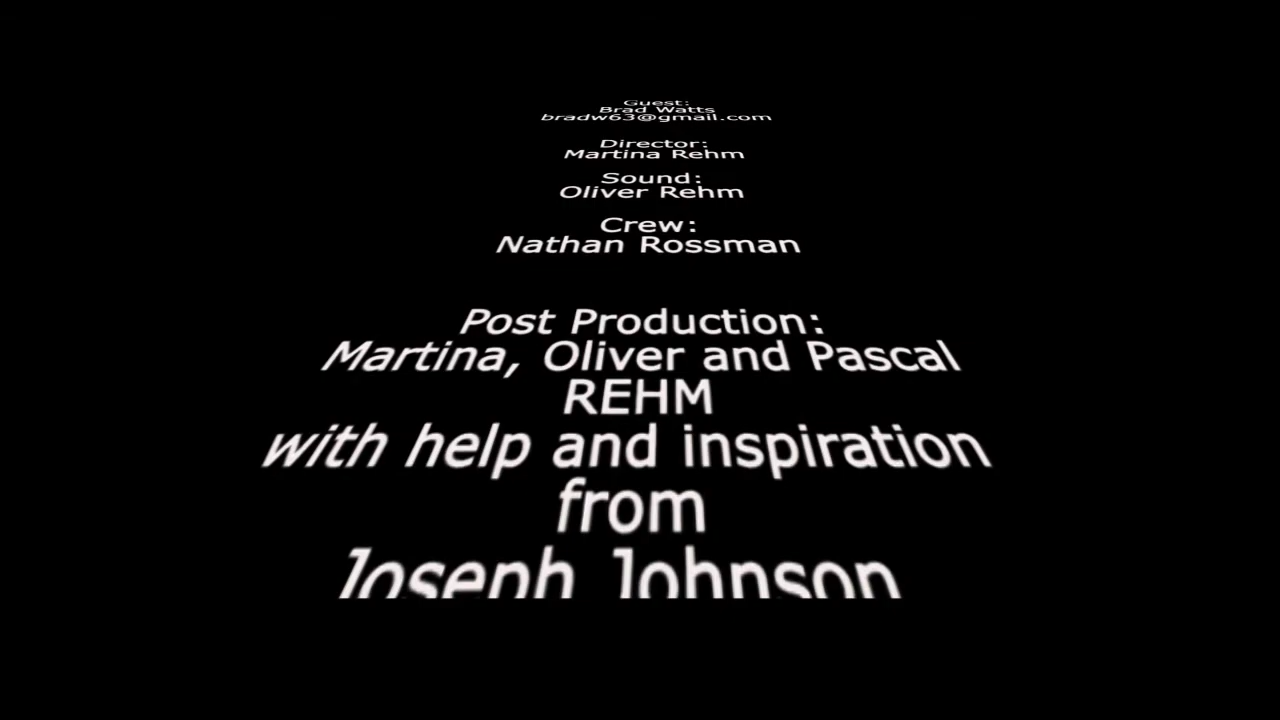 Guest:
Brad Watts
bradw63@gmail.com
Director:
Martina Rehm
Sound:
Oliver Rehm
Crew:
Nathan Rossman
Post Production:
Martina, Oliver and Pascal
REHM
with help and inspiration
from
Joseph Johnson